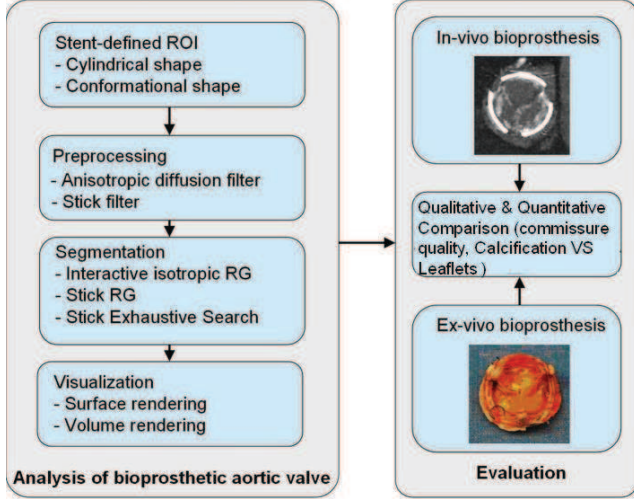 Stent-defined ROI
- Cylindrical shape
- Conformational shape
Preprocessing
- Anisotropic diffusion filter
- Stick filter
Segmentation
- Interactive isotropic RG
- Stick RG
- Stick Exhaustive Search
Visualization
- Surface rendering
- Volume rendering
Analysis of bioprosthetic aortic valve
In-vivo bioprosthesis
Qualitative & Quantitative
Comparison (commissure
quality, Calcification VS
Leaflets )
Ex-vivo bioprosthesis
Evaluation